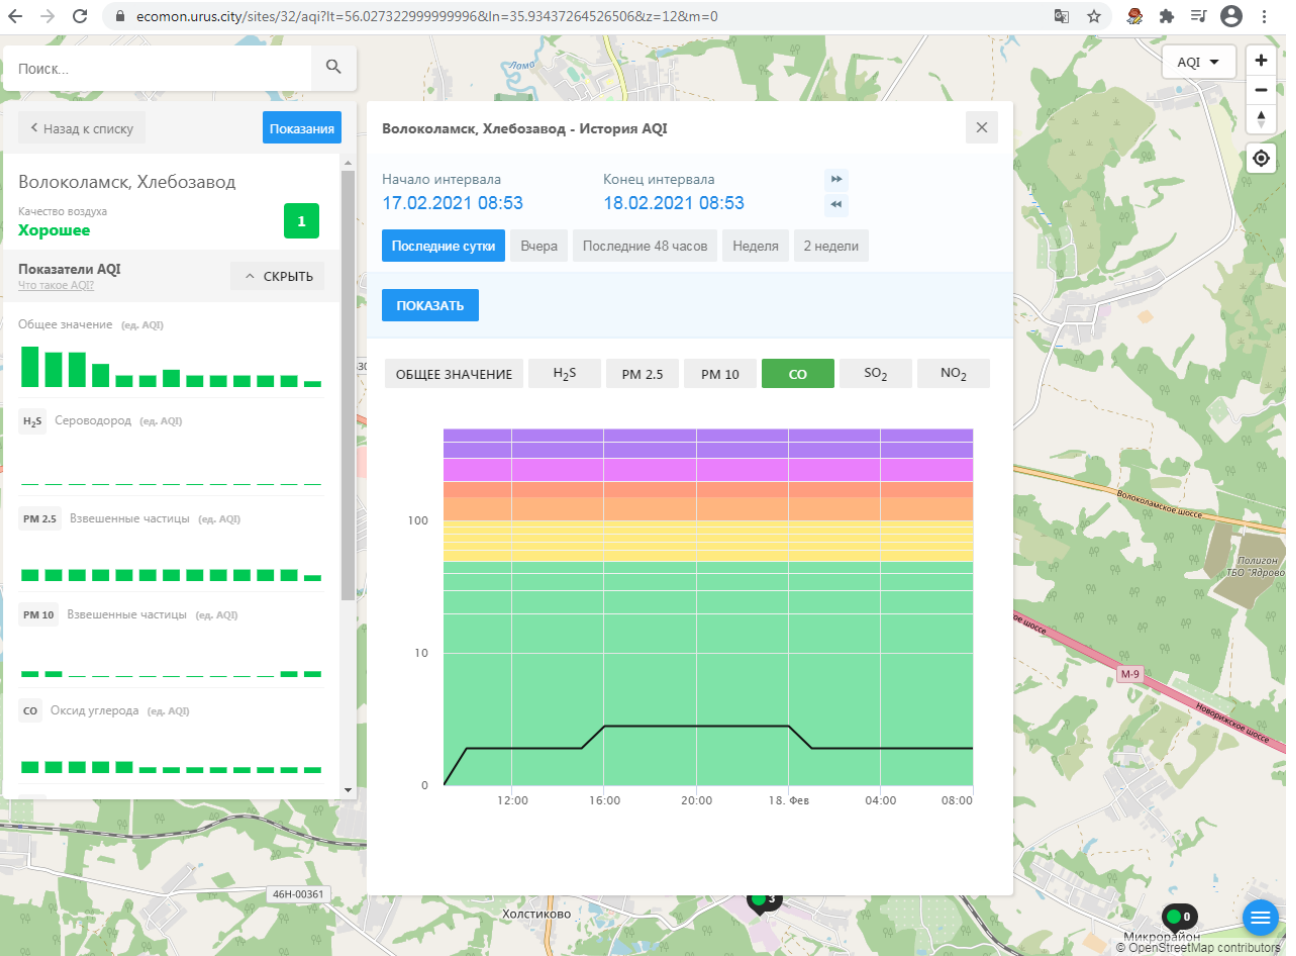 ecomon.urus.city/sites/32/aqi?lt=56.027322999999996&ln=35.93437264526506&z=12&m=0
Поиск...
AQI
Лама
Назад к списку
Показания
Волоколамск, Хлебозавод - История AQI
Волоколамск, Хлебозавод
Качество воздуха
Хорошее
1
Начало интервала
Конец интервала
17.02.2021 08:53
18.02.2021 08:53
Последние сутки
Вчера
Последние 48 часов
Неделя
2 недели
Показатели AQI
Что такое AQI?
СКРЫТЬ
ПОКАЗАТЬ
Общее значение (ед. AQI)
ОБЩЕЕ ЗНАЧЕНИЕ
H₂S
PM 2.5
PM 10
CO
SO₂
NO₂
H₂S Сероводород (ед. AQI)
PM 2.5 Взвешенные частицы (ед. AQI)
PM 10 Взвешенные частицы (ед. AQI)
CO Оксид углерода (ед. AQI)
100
10
0
12:00
16:00
20:00
18. Фев
04:00
08:00
Волоколамское шоссе
Полигон
ТБО "Ядрово
М-9
Новорижское шоссе
46Н-00361
Холстиково
3
0
Микрорайон
© OpenStreetMap contributors